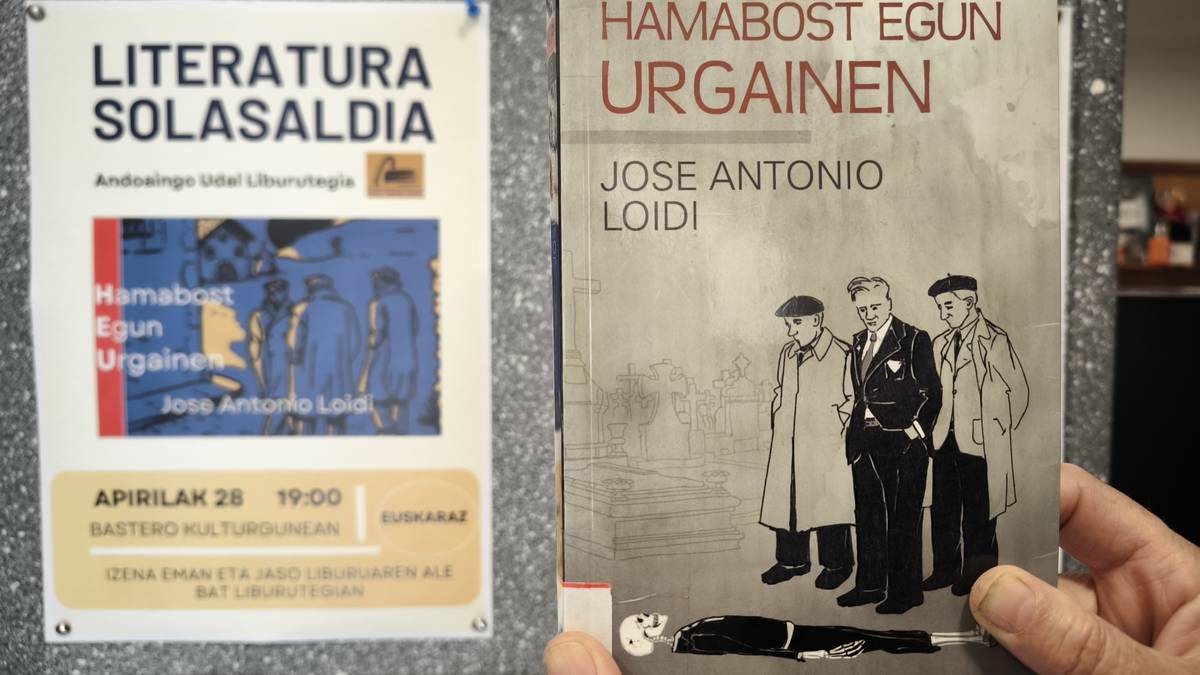 LITERATURA
SOLASALDIA
Andoaingo Udal Liburutegia
Hamabost
Egun
Urgainen
Jose Antonio Loidi
APIRILAK 28 19:00
BASTERO KULTURGUNEAN
EUSKARAZ
IZENA EMAN ETA JASO LIBURUAREN ALE
BAT LIBURUTEGIAN
HAMABOST EGUN
URGAINEN
JOSE ANTONIO
LOIDI